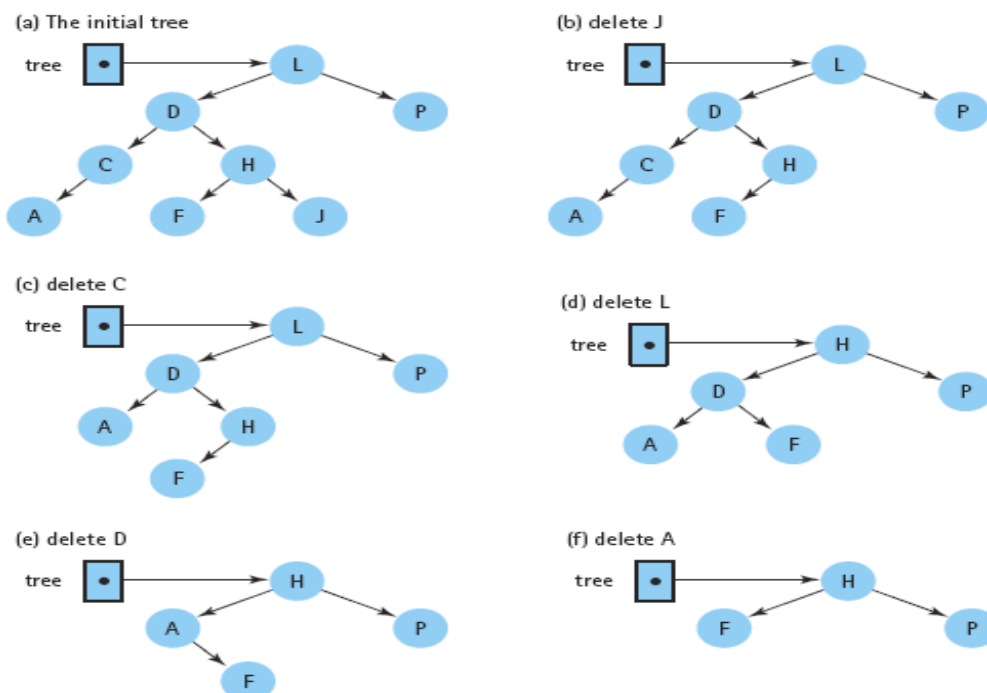 (a) The initial tree
tree L
D P
C H
A F J
(b) delete J
tree L
D P
C H
A F
(c) delete C
tree L
D P
A H
F
(d) delete L
tree H
D P
A F
(e) delete D
tree H
A P
F
(f) delete A
tree H
F P